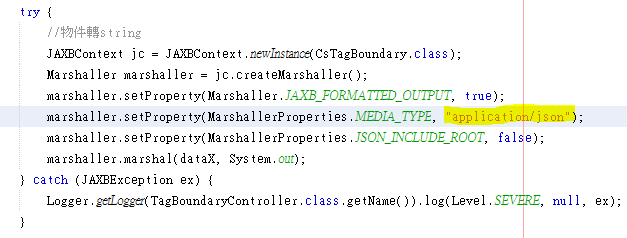 try {
//物件轉string
JAXBContext jc = JAXBContext.newInstance(CsTagBoundary.class);
Marshaller marshaller = jc.createMarshaller();
marshaller.setProperty(Marshaller.JAXB_FORMATTED_OUTPUT, true);
marshaller.setProperty(MarshallerProperties.MEDIA_TYPE, "application/json");
marshaller.setProperty(MarshallerProperties.JSON_INCLUDE_ROOT, false);
marshaller.marshal(dataX, System.out);
} catch (JAXBException ex) {
Logger.getLogger(TagBoundaryController.class.getName()).log(Level.SEVERE, null, ex);
}